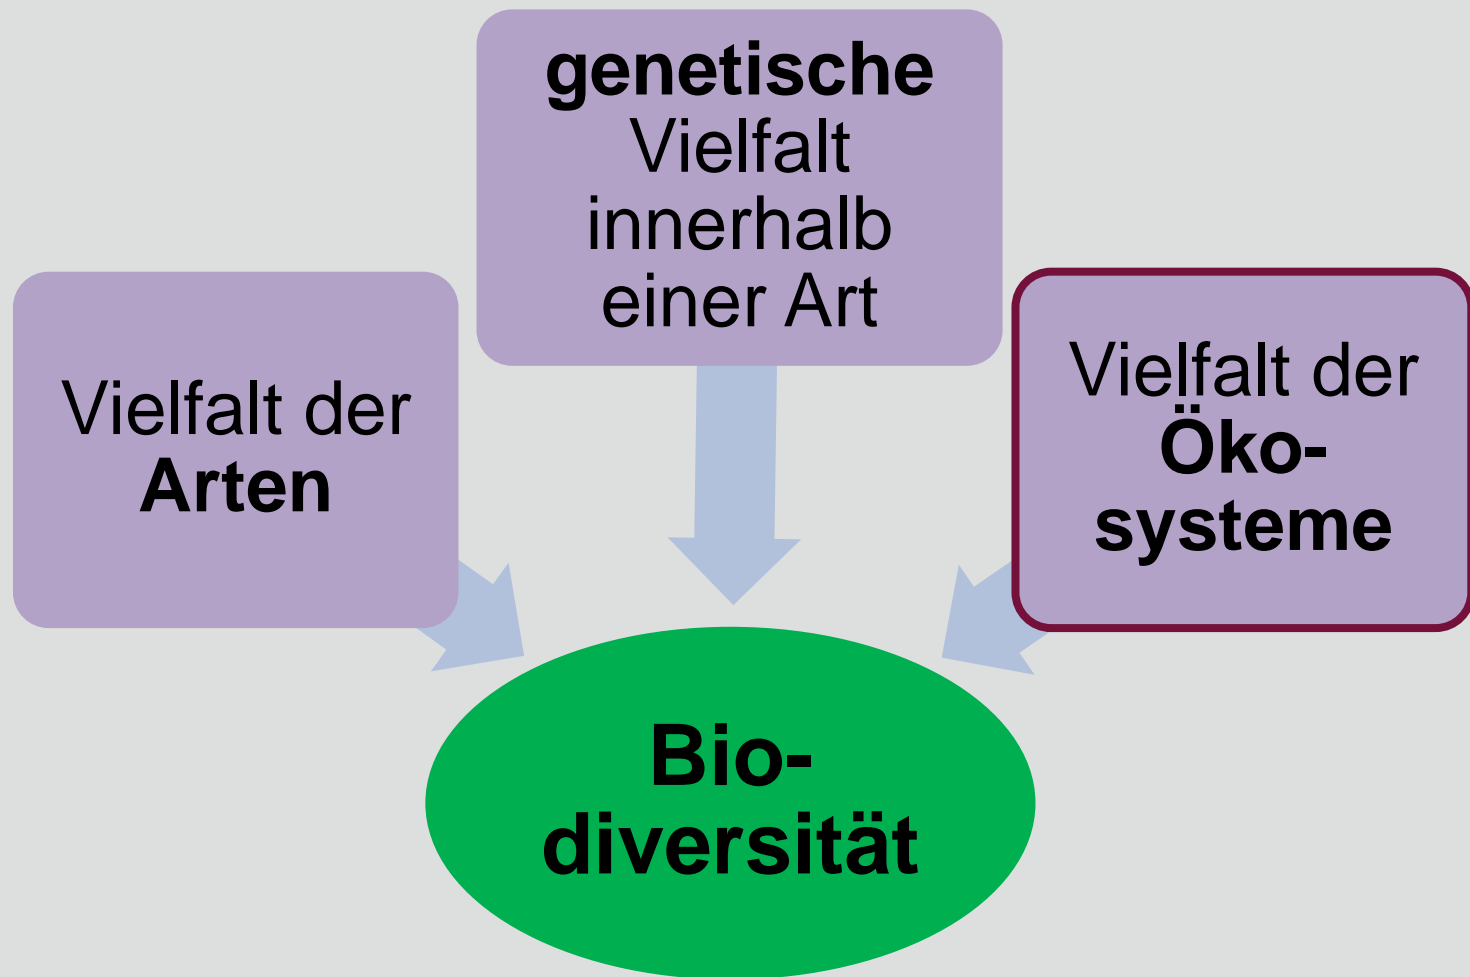 genetische
Vielfalt
innerhalb
einer Art
Vielfalt der
Arten
Vielfalt der
Öko-
systeme
Bio-
diversität